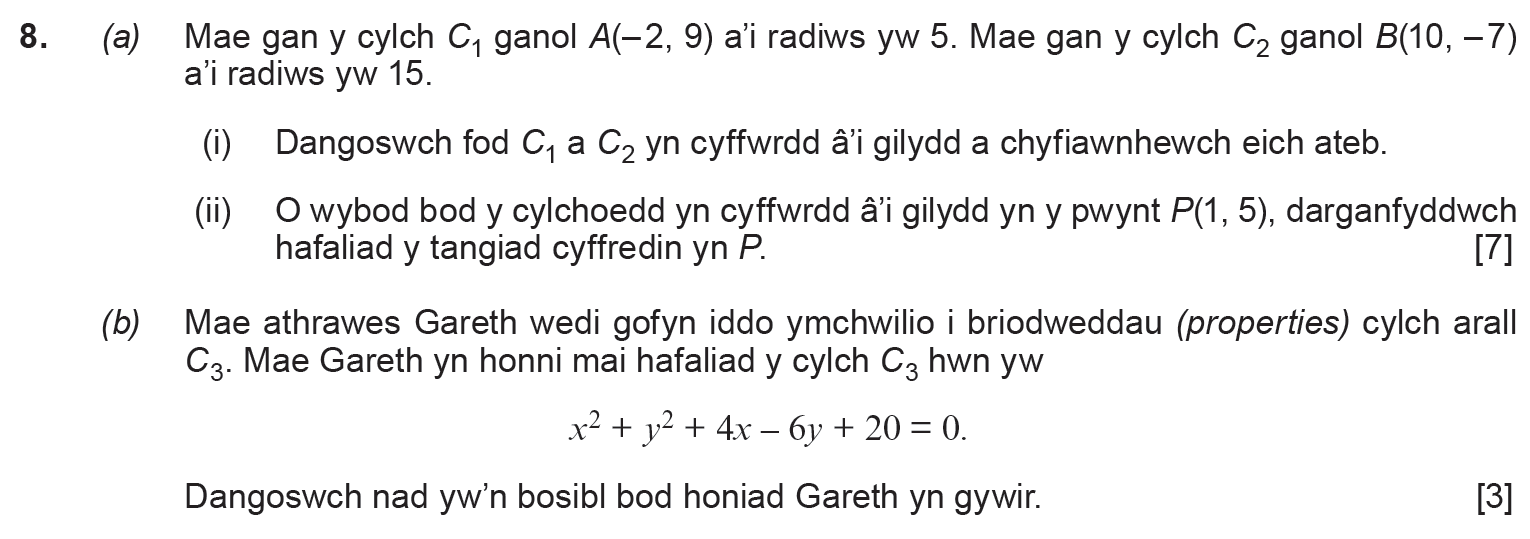 8. (a) Mae gan y cylch C₁ ganol A(–2, 9) a'i radiws yw 5. Mae gan y cylch C₂ ganol B(10, –7)
a'i radiws yw 15.
(i) Dangoswch fod C₁ a C₂ yn cyffwrdd â'i gilydd a chyfiawnhewch eich ateb.
(ii) O wybod bod y cylchoedd yn cyffwrdd â'i gilydd yn y pwynt P(1, 5), darganfyddwch
hafaliad y tangiad cyffredin yn P. [7]
(b) Mae athrawes Gareth wedi gofyn iddo ymchwilio i briodweddau (properties) cylch arall
C₃. Mae Gareth yn honni mai hafaliad y cylch C₃ hwn yw
x² + y² + 4x – 6y + 20 = 0.
Dangoswch nad yw'n bosibl bod honiad Gareth yn gywir. [3]